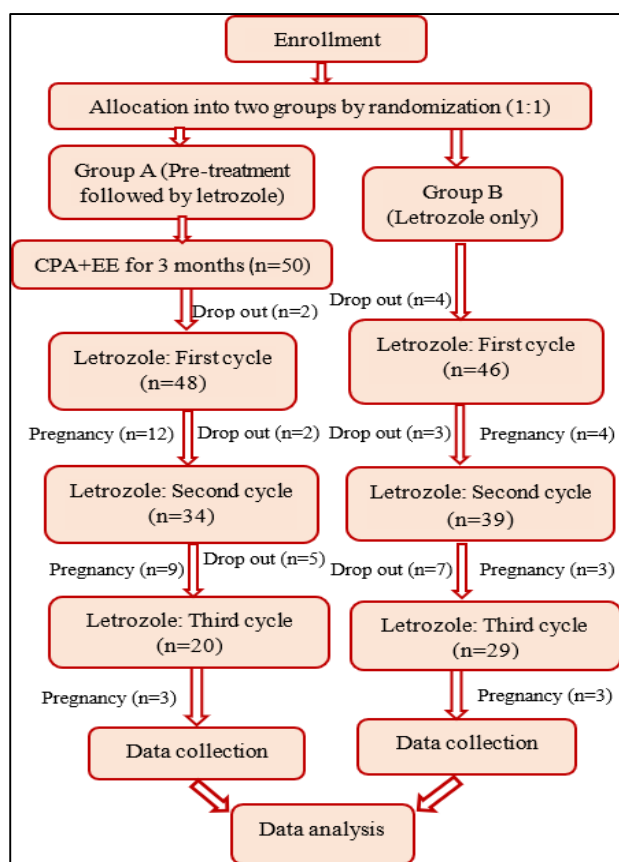 Enrollment
Allocation into two groups by randomization (1:1)
Group A (Pre-treatment
followed by letrozole)
Group B
(Letrozole only)
CPA+EE for 3 months (n=50)
Drop out (n=2)
Drop out (n=4)
Letrozole: First cycle
(n=48)
Letrozole: First cycle
(n=46)
Pregnancy (n=12)
Drop out (n=2)
Drop out (n=3)
Pregnancy (n=4)
Letrozole: Second cycle
(n=34)
Letrozole: Second cycle
(n=39)
Pregnancy (n=9)
Drop out (n=5)
Drop out (n=7)
Pregnancy (n=3)
Letrozole: Third cycle
(n=20)
Letrozole: Third cycle
(n=29)
Pregnancy (n=3)
Pregnancy (n=3)
Data collection
Data collection
Data analysis